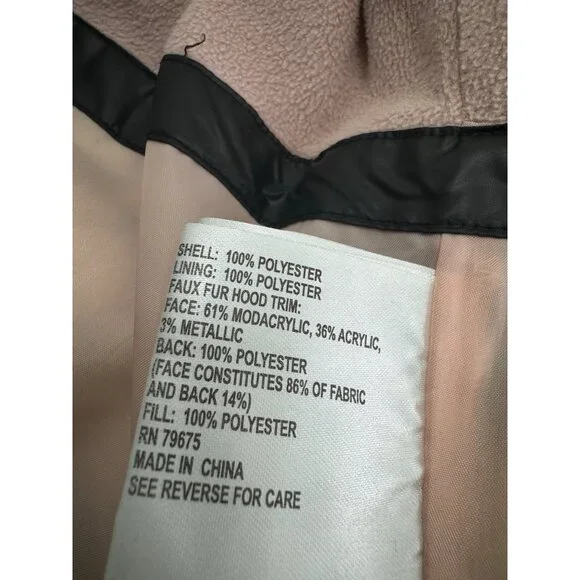 SHELL: 100% POLYESTER
LINING: 100% POLYESTER
FAUX FUR HOOD TRIM:
FACE: 61% MODACRYLIC, 36% ACRYLIC,
3% METALLIC
BACK: 100% POLYESTER
(FACE CONSTITUTES 86% OF FABRIC
AND BACK 14%)
FILL: 100% POLYESTER
RN 79675
MADE IN CHINA
SEE REVERSE FOR CARE